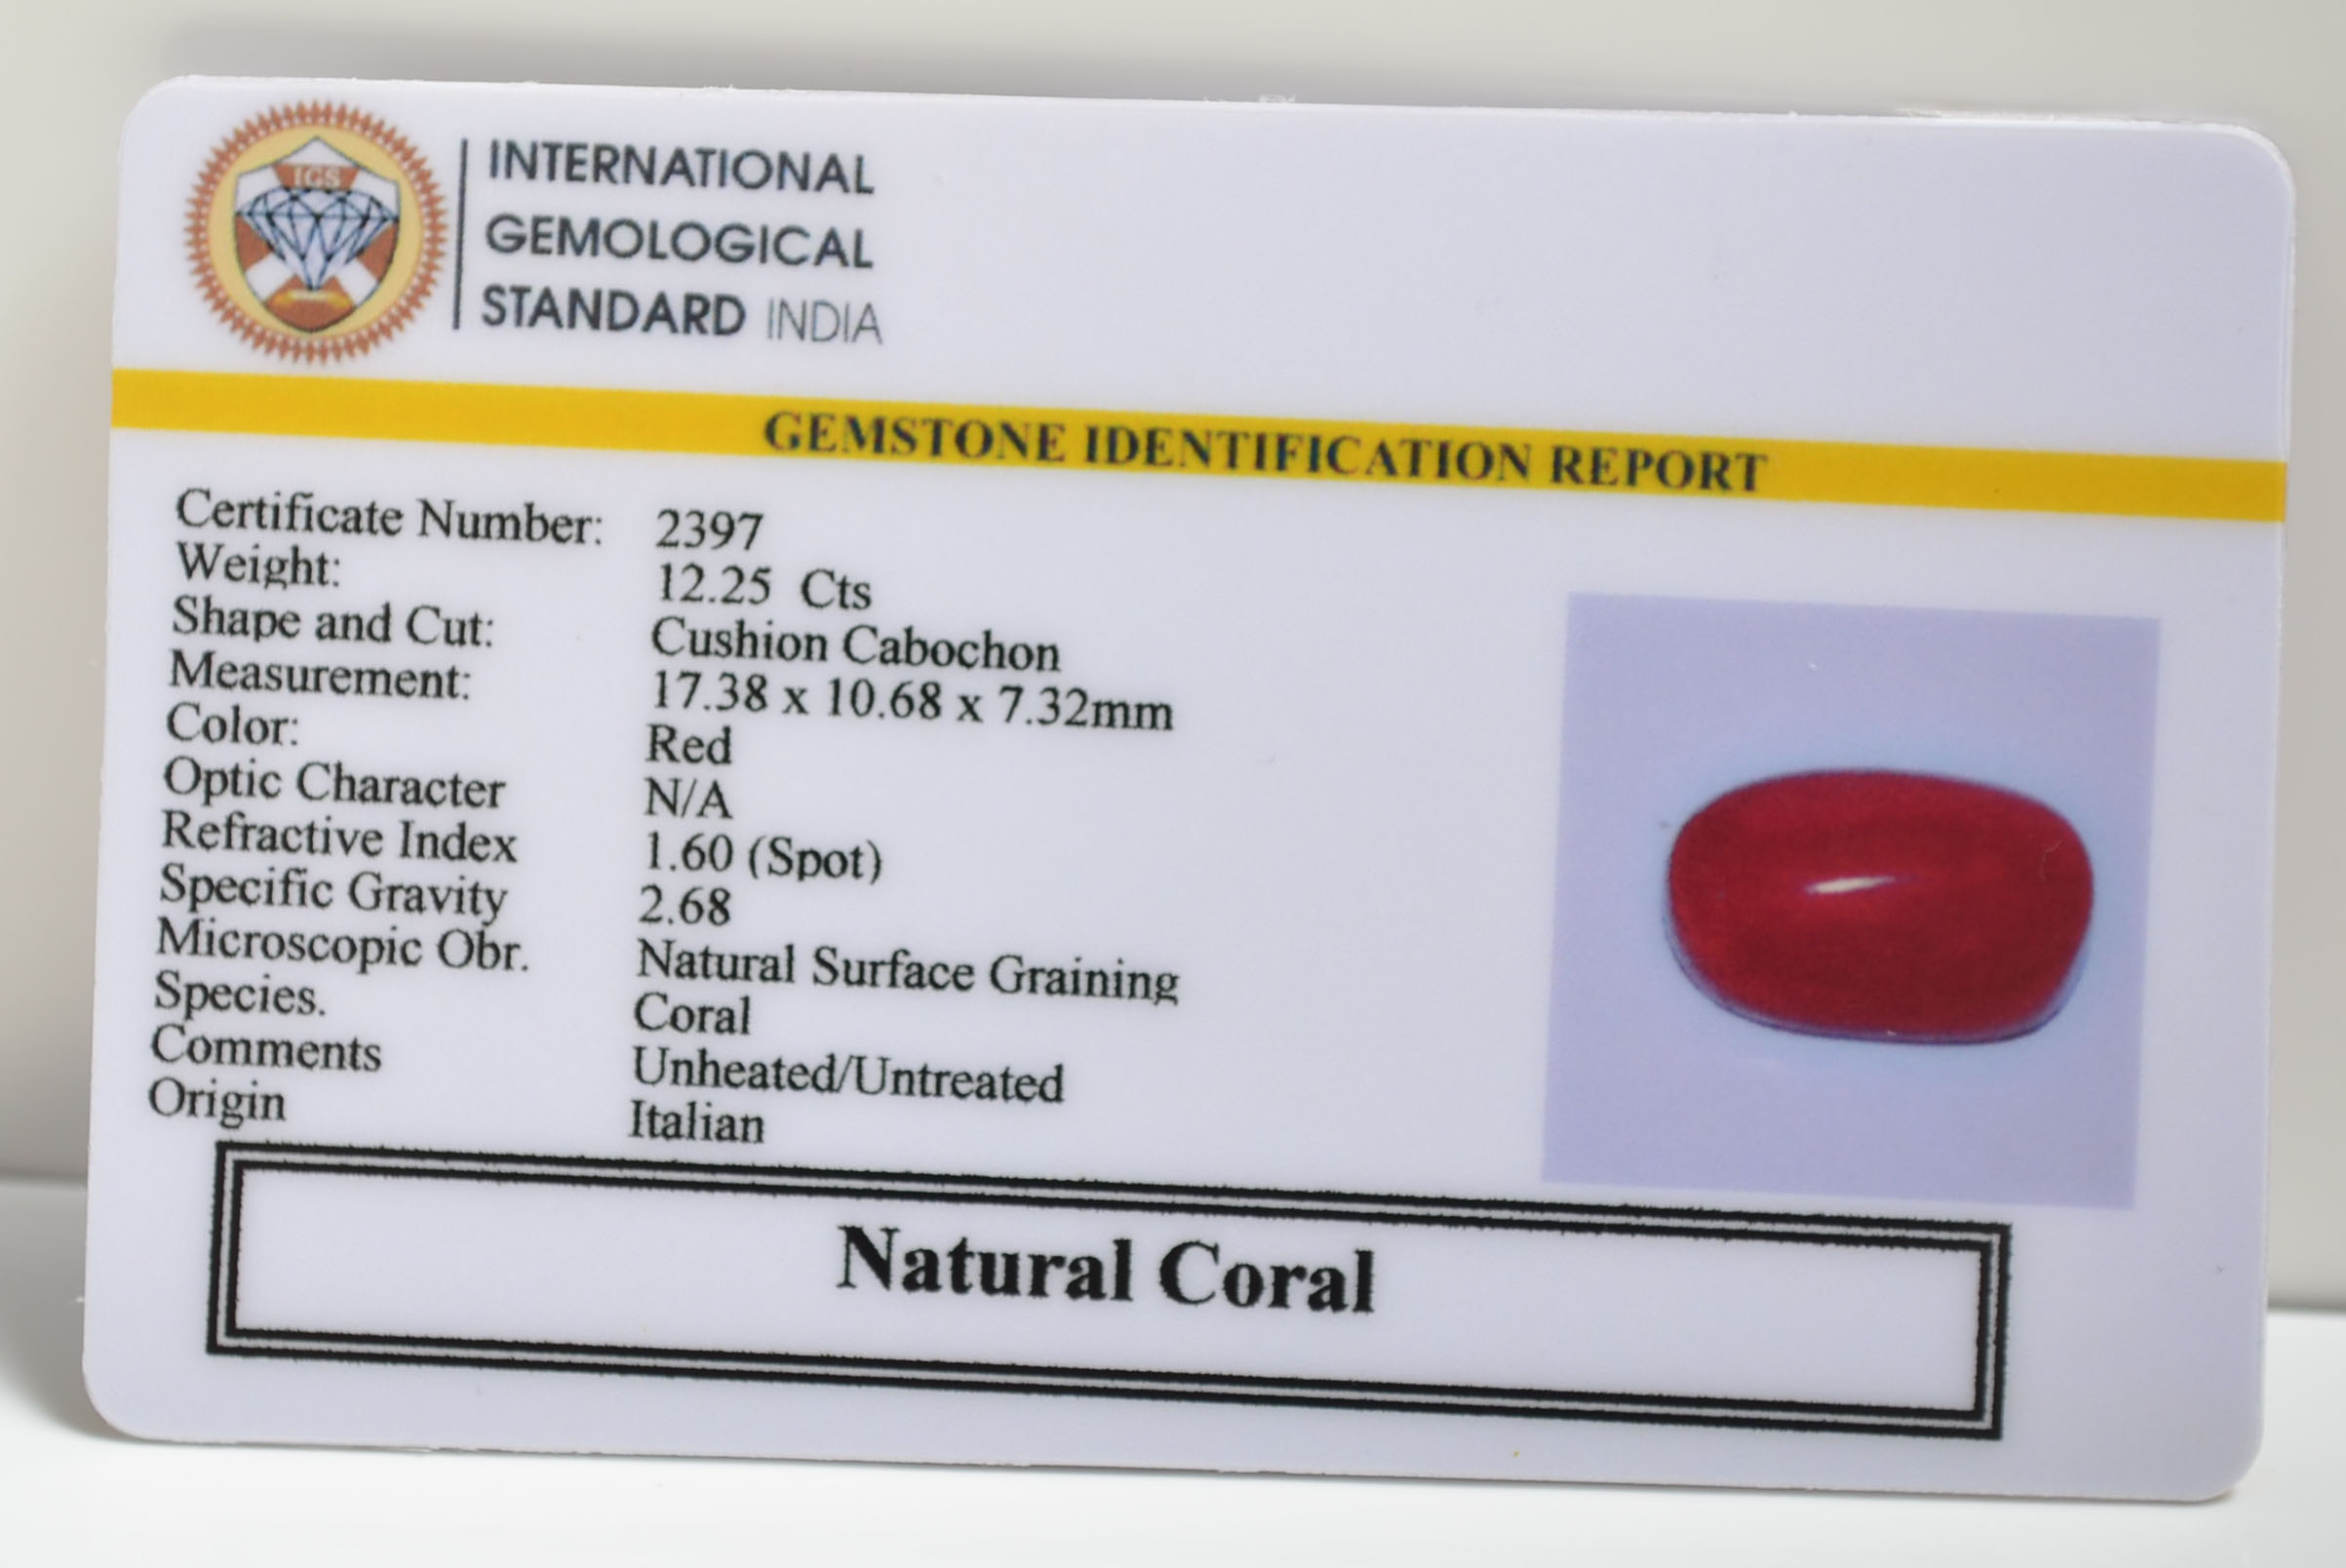 IGS
INTERNATIONAL
GEMOLOGICAL
STANDARD INDIA
GEMSTONE IDENTIFICATION REPORT
Certificate Number: 2397
Weight: 12.25 Cts
Shape and Cut: Cushion Cabochon
Measurement: 17.38 x 10.68 x 7.32mm
Color: Red
Optic Character N/A
Refractive Index 1.60 (Spot)
Specific Gravity 2.68
Microscopic Obr. Natural Surface Graining
Species. Coral
Comments Unheated/Untreated
Origin Italian
Natural Coral